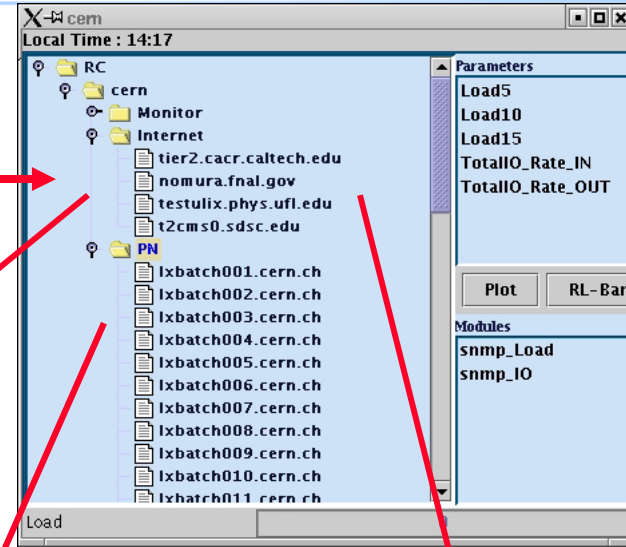 cern
Local Time : 14:17
RC
cern
Monitor
Internet
tier2.cacr.caltech.edu
nomura.fnal.gov
testulix.phys.ufl.edu
t2cms0.sdsc.edu
PN
lxbatch001.cern.ch
lxbatch002.cern.ch
lxbatch003.cern.ch
lxbatch004.cern.ch
lxbatch005.cern.ch
lxbatch006.cern.ch
lxbatch007.cern.ch
lxbatch008.cern.ch
lxbatch009.cern.ch
lxbatch010.cern.ch
lxbatch011.cern.ch
Load
Parameters
Load5
Load10
Load15
TotalIO_Rate_IN
TotalIO_Rate_OUT
Plot RL-Bar
Modules
snmp_Load
snmp_IO